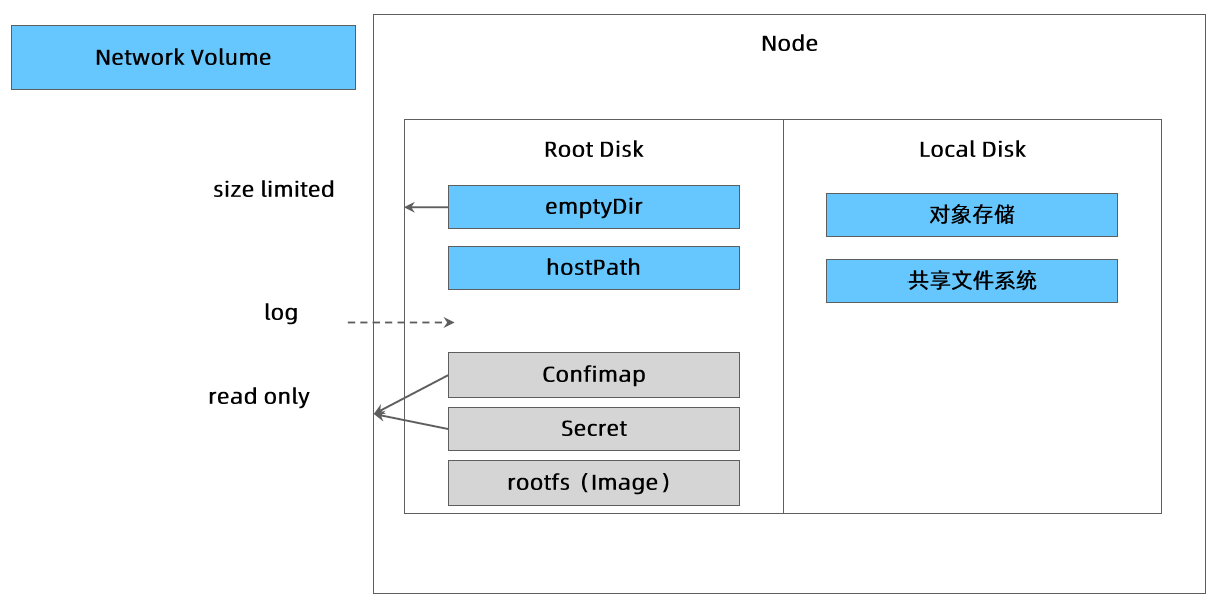 Network Volume
Node
Root Disk
Local Disk
size limited
emptyDir
对象存储
hostPath
共享文件系统
log
Confimap
read only
Secret
rootfs（Image）